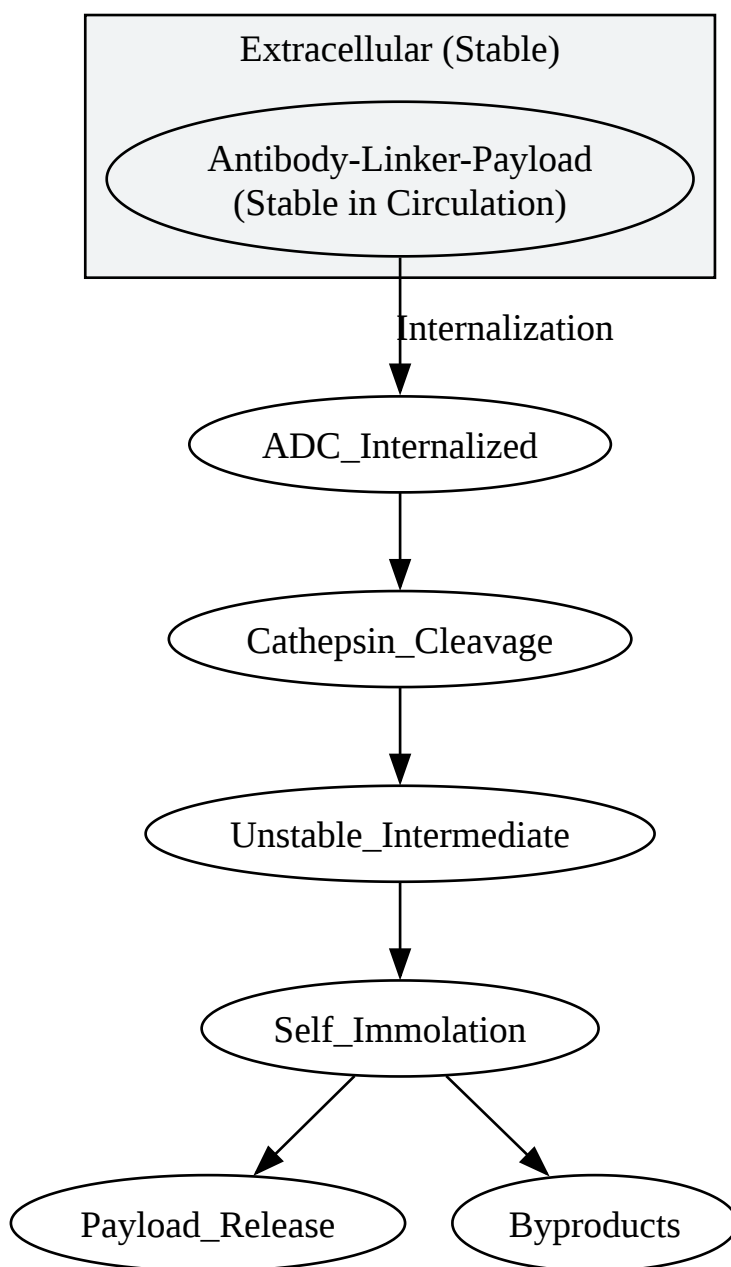 Extracellular (Stable)
Antibody-Linker-Payload
(Stable in Circulation)
Internalization
ADC_Internalized
Cathepsin_Cleavage
Unstable_Intermediate
Self_Immolation
Payload_Release
Byproducts